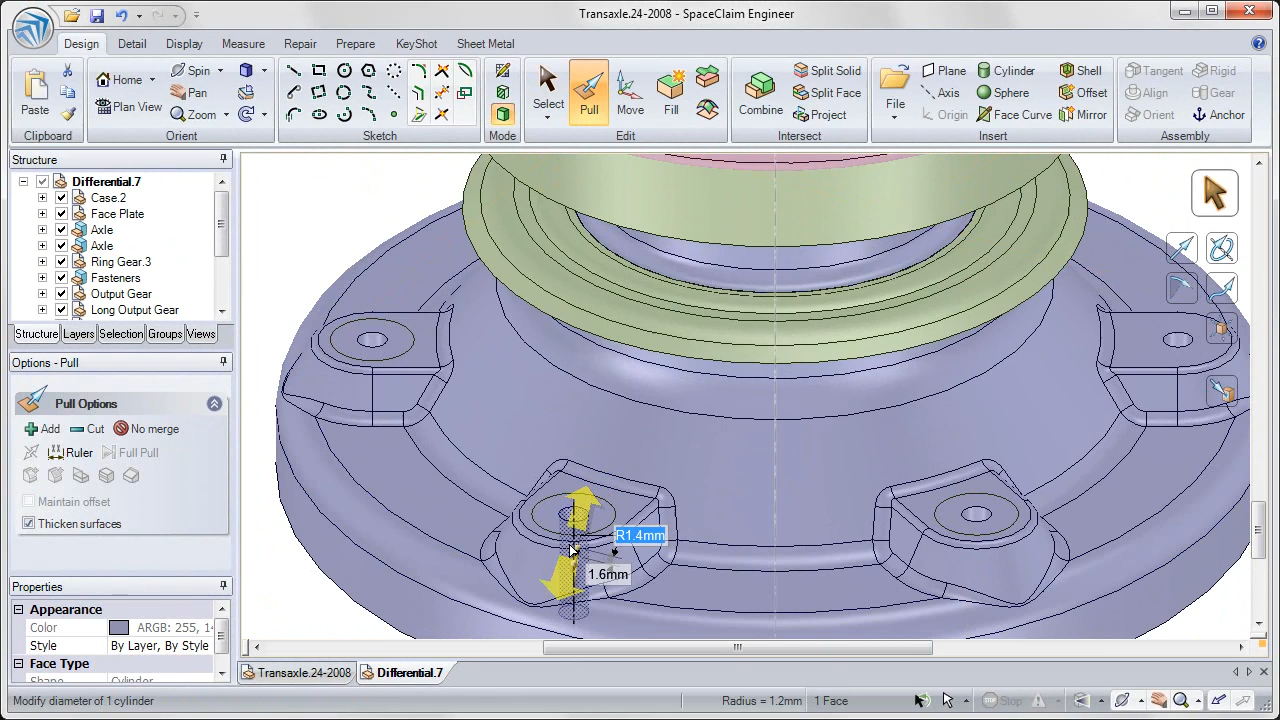 Transaxle.24-2008 - SpaceClaim Engineer
Design Detail Display Measure Repair Prepare KeyShot Sheet Metal
Paste
Clipboard
Home Spin
Plan View Pan
Zoom
Orient
Sketch
Mode
Select Pull Move Fill
Edit
Combine
Split Solid
Split Face
Project
Intersect
File
Plane Cylinder Shell
Axis Sphere Offset
Origin Face Curve Mirror
Insert
Tangent Rigid
Align Gear
Orient Anchor
Assembly
Structure
Differential.7
Case.2
Face Plate
Axle
Axle
Ring Gear.3
Fasteners
Output Gear
Long Output Gear
Structure Layers Selection Groups Views
Options - Pull
Pull Options
Add Cut No merge
Ruler Full Pull
Maintain offset
Thicken surfaces
Properties
Appearance
Color ARGB: 255, 1
Style By Layer, By Style
Face Type
R1.4mm
1.6mm
Transaxle.24-2008 Differential.7
Modify diameter of 1 cylinder Radius = 1.2mm 1 Face Stop